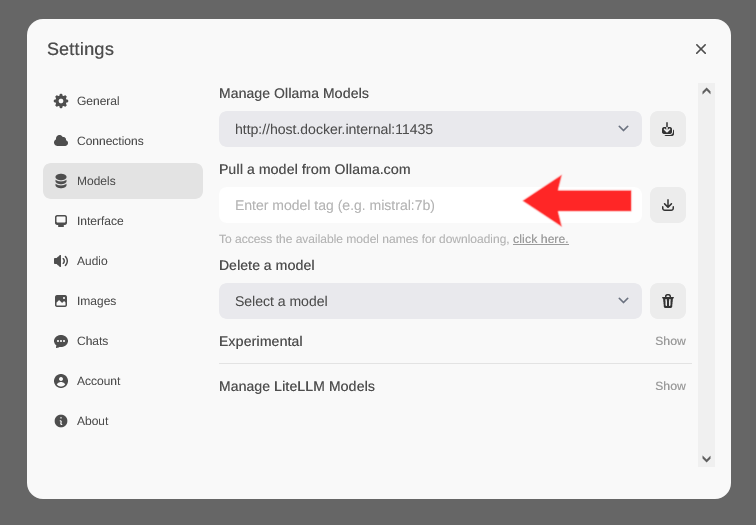 Settings
General
Connections
Models
Interface
Audio
Images
Chats
Account
About
Manage Ollama Models
http://host.docker.internal:11435
Pull a model from Ollama.com
Enter model tag (e.g. mistral:7b)
To access the available model names for downloading, click here.
Delete a model
Select a model
Experimental Show
Manage LiteLLM Models Show